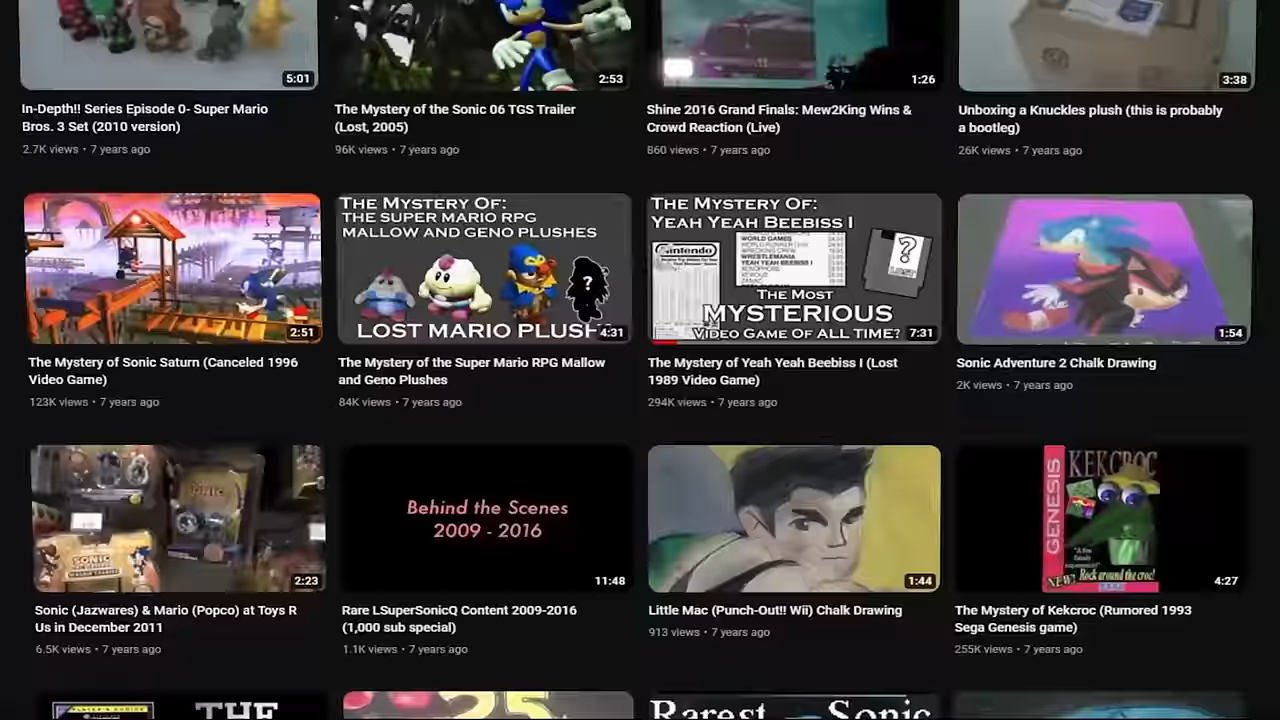 5:01
2:53
1:26
3:38
In-Depth!! Series Episode 0- Super Mario
Bros. 3 Set (2010 version)
2.7K views • 7 years ago
The Mystery of the Sonic 06 TGS Trailer
(Lost, 2005)
96K views • 7 years ago
Shine 2016 Grand Finals: Mew2King Wins &
Crowd Reaction (Live)
860 views • 7 years ago
Unboxing a Knuckles plush (this is probably
a bootleg)
26K views • 7 years ago
2:51
The Mystery of Sonic Saturn (Canceled 1996
Video Game)
123K views • 7 years ago
The Mystery Of:
The Super Mario RPG
Mallow and Geno Plushes
?
Lost Mario Plush
4:31
The Mystery of the Super Mario RPG Mallow
and Geno Plushes
84K views • 7 years ago
The Mystery Of:
Yeah Yeah Beebiss I
Nintendo
WORLD GAMES
WRECKING CREW
WRESTLEMANIA
YEAH YEAH BEEBISS I
XENOPHOBE
XEVIOUS
ZANAC
?
LOST
The Most
Mysterious
Video Game Of All Time?
7:31
The Mystery of Yeah Yeah Beebiss I (Lost
1989 Video Game)
294K views • 7 years ago
1:54
Sonic Adventure 2 Chalk Drawing
2K views • 7 years ago
SONIC
2:23
Sonic (Jazwares) & Mario (Popco) at Toys R
Us in December 2011
6.5K views • 7 years ago
Behind the Scenes
2009 - 2016
11:48
Rare LSuperSonicQ Content 2009-2016
(1,000 sub special)
1.1K views • 7 years ago
1:44
Little Mac (Punch-Out!! Wii) Chalk Drawing
913 views • 7 years ago
GENESIS
KEKCROC
NEW!
Rock around the croc!
4:27
The Mystery of Kekcroc (Rumored 1993
Sega Genesis game)
255K views • 7 years ago
THE
25
Rarest Sonic